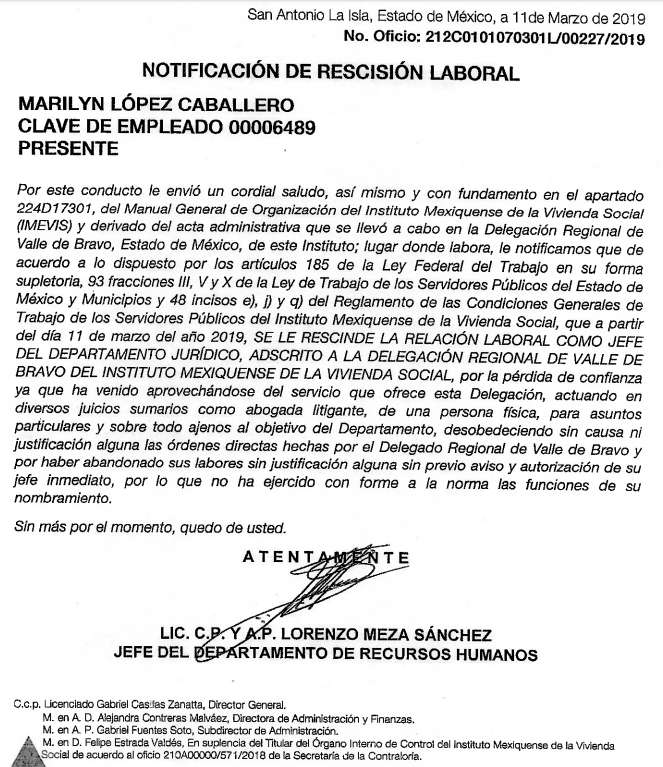 San Antonio La Isla, Estado de México, a 11de Marzo de 2019
No. Oficio: 212C0101070301L/00227/2019
NOTIFICACIÓN DE RESCISIÓN LABORAL
MARILYN LÓPEZ CABALLERO
CLAVE DE EMPLEADO 00006489
PRESENTE
Por este conducto le envió un cordial saludo, así mismo y con fundamento en el apartado
224D17301, del Manual General de Organización del Instituto Mexiquense de la Vivienda Social
(IMEVIS) y derivado del acta administrativa que se llevó a cabo en la Delegación Regional de
Valle de Bravo, Estado de México, de este Instituto; lugar donde labora, le notificamos que de
acuerdo a lo dispuesto por los artículos 185 de la Ley Federal del Trabajo en su forma
supletoria, 93 fracciones III, V y X de la Ley de Trabajo de los Servidores Públicos del Estado de
México y Municipios y 48 incisos e), j) y q) del Reglamento de las Condiciones Generales de
Trabajo de los Servidores Públicos del Instituto Mexiquense de la Vivienda Social, que a partir
del día 11 de marzo del año 2019, SE LE RESCINDE LA RELACIÓN LABORAL COMO JEFE
DEL DEPARTAMENTO JURÍDICO, ADSCRITO A LA DELEGACIÓN REGIONAL DE VALLE DE
BRAVO DEL INSTITUTO MEXIQUENSE DE LA VIVIENDA SOCIAL, por la pérdida de confianza
ya que ha venido aprovechándose del servicio que ofrece esta Delegación, actuando en
diversos juicios sumarios como abogada litigante, de una persona física, para asuntos
particulares y sobre todo ajenos al objetivo del Departamento, desobedeciendo sin causa ni
justificación alguna las órdenes directas hechas por el Delegado Regional de Valle de Bravo y
por haber abandonado sus labores sin justificación alguna sin previo aviso y autorización de su
jefe inmediato, por lo que no ha ejercido con forme a la norma las funciones de su
nombramiento.
Sin más por el momento, quedo de usted.
ATENTAMENTE
LIC. C.P. Y A.P. LORENZO MEZA SÁNCHEZ
JEFE DEL DEPARTAMENTO DE RECURSOS HUMANOS
C.c.p. Licenciado Gabriel Casillas Zanatta, Director General.
M. en A. D. Alejandra Contreras Malváez, Directora de Administración y Finanzas.
M. en A. P. Gabriel Fuentes Soto, Subdirector de Administración.
M. en D. Felipe Estrada Valdés, En suplencia del Titular del Órgano Interno de Control del Instituto Mexiquense de la Vivienda
Social de acuerdo al oficio 210A00000/571/2018 de la Secretaría de la Contraloría.